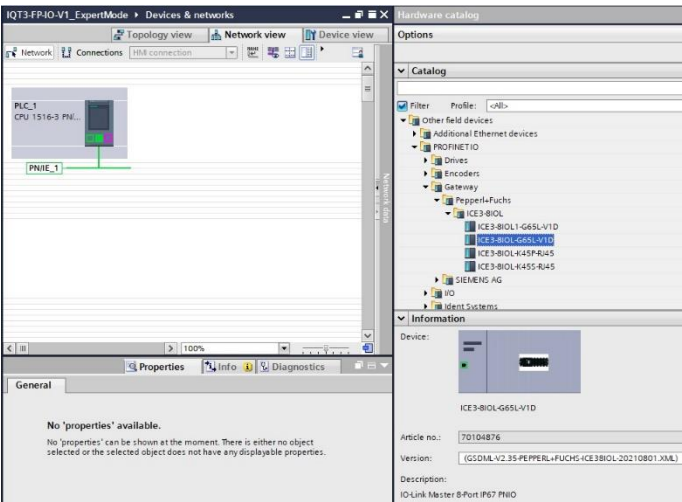 IQT3-FP-IO-V1_ExpertMode ▸ Devices & networks
Topology view Network view Device view
Network Connections HMI connection
PLC_1
CPU 1516-3 PN/...
PN/IE_1
Network data
100%
Properties Info Diagnostics
General
No 'properties' available.
No 'properties' can be shown at the moment. There is either no object
selected or the selected object does not have any displayable properties.
Hardware catalog
Options
Catalog
Filter Profile: <All>
Other field devices
Additional Ethernet devices
PROFINET IO
Drives
Encoders
Gateway
Pepperl+Fuchs
ICE3-8IOL
ICE3-8IOL1-G65L-V1D
ICE3-8IOL-G65L-V1D
ICE3-8IOL-K45P-RJ45
ICE3-8IOL-K45S-RJ45
SIEMENS AG
I/O
Ident Systems
Information
Device:
ICE3-8IOL-G65L-V1D
Article no.: 70104876
Version: (GSDML-V2.35-PEPPERL+FUCHS-ICE38IOL-20210801.XML)
Description:
IO-Link Master 8-Port IP67 PNIO